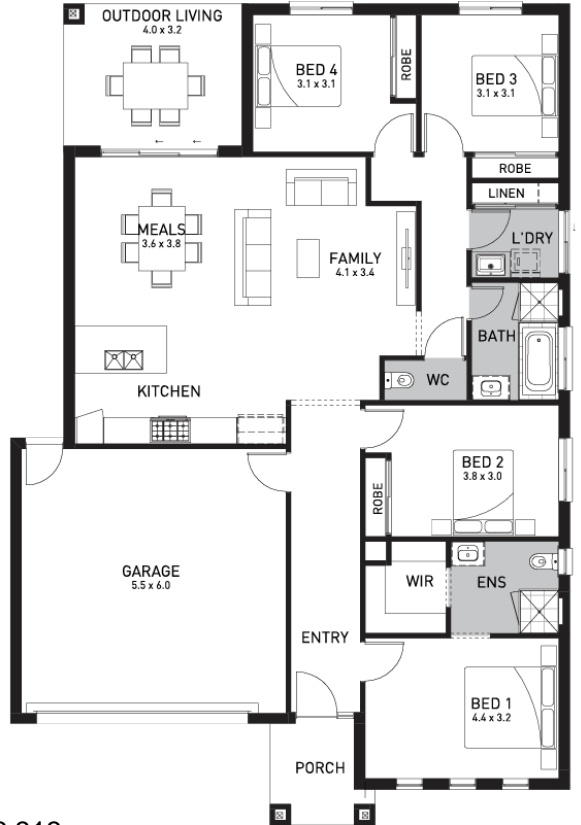 OUTDOOR LIVING
4.0 x 3.2
BED 4
3.1 x 3.1
ROBE
BED 3
3.1 x 3.1
ROBE
LINEN
L'DRY
MEALS
3.6 x 3.8
FAMILY
4.1 x 3.4
BATH
WC
KITCHEN
BED 2
3.8 x 3.0
ROBE
GARAGE
5.5 x 6.0
WIR
ENS
ENTRY
BED 1
4.4 x 3.2
PORCH